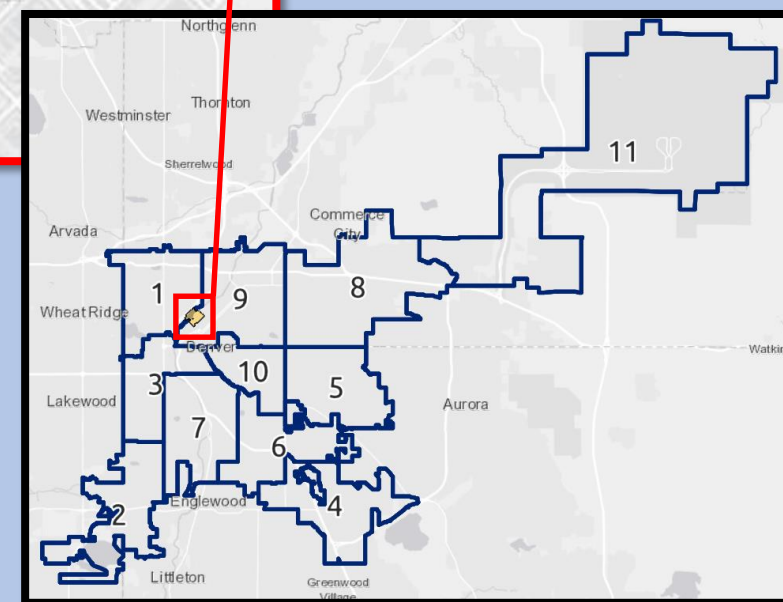 Northglenn
Thornton
Westminster
11
Sherrelwood
Commerce
City
Arvada
1
9
8
Wheat Ridge
Denver
Watkin
10
3
5
Lakewood
Aurora
7
6
Englewood
4
2
Littleton
Greenwood
Village